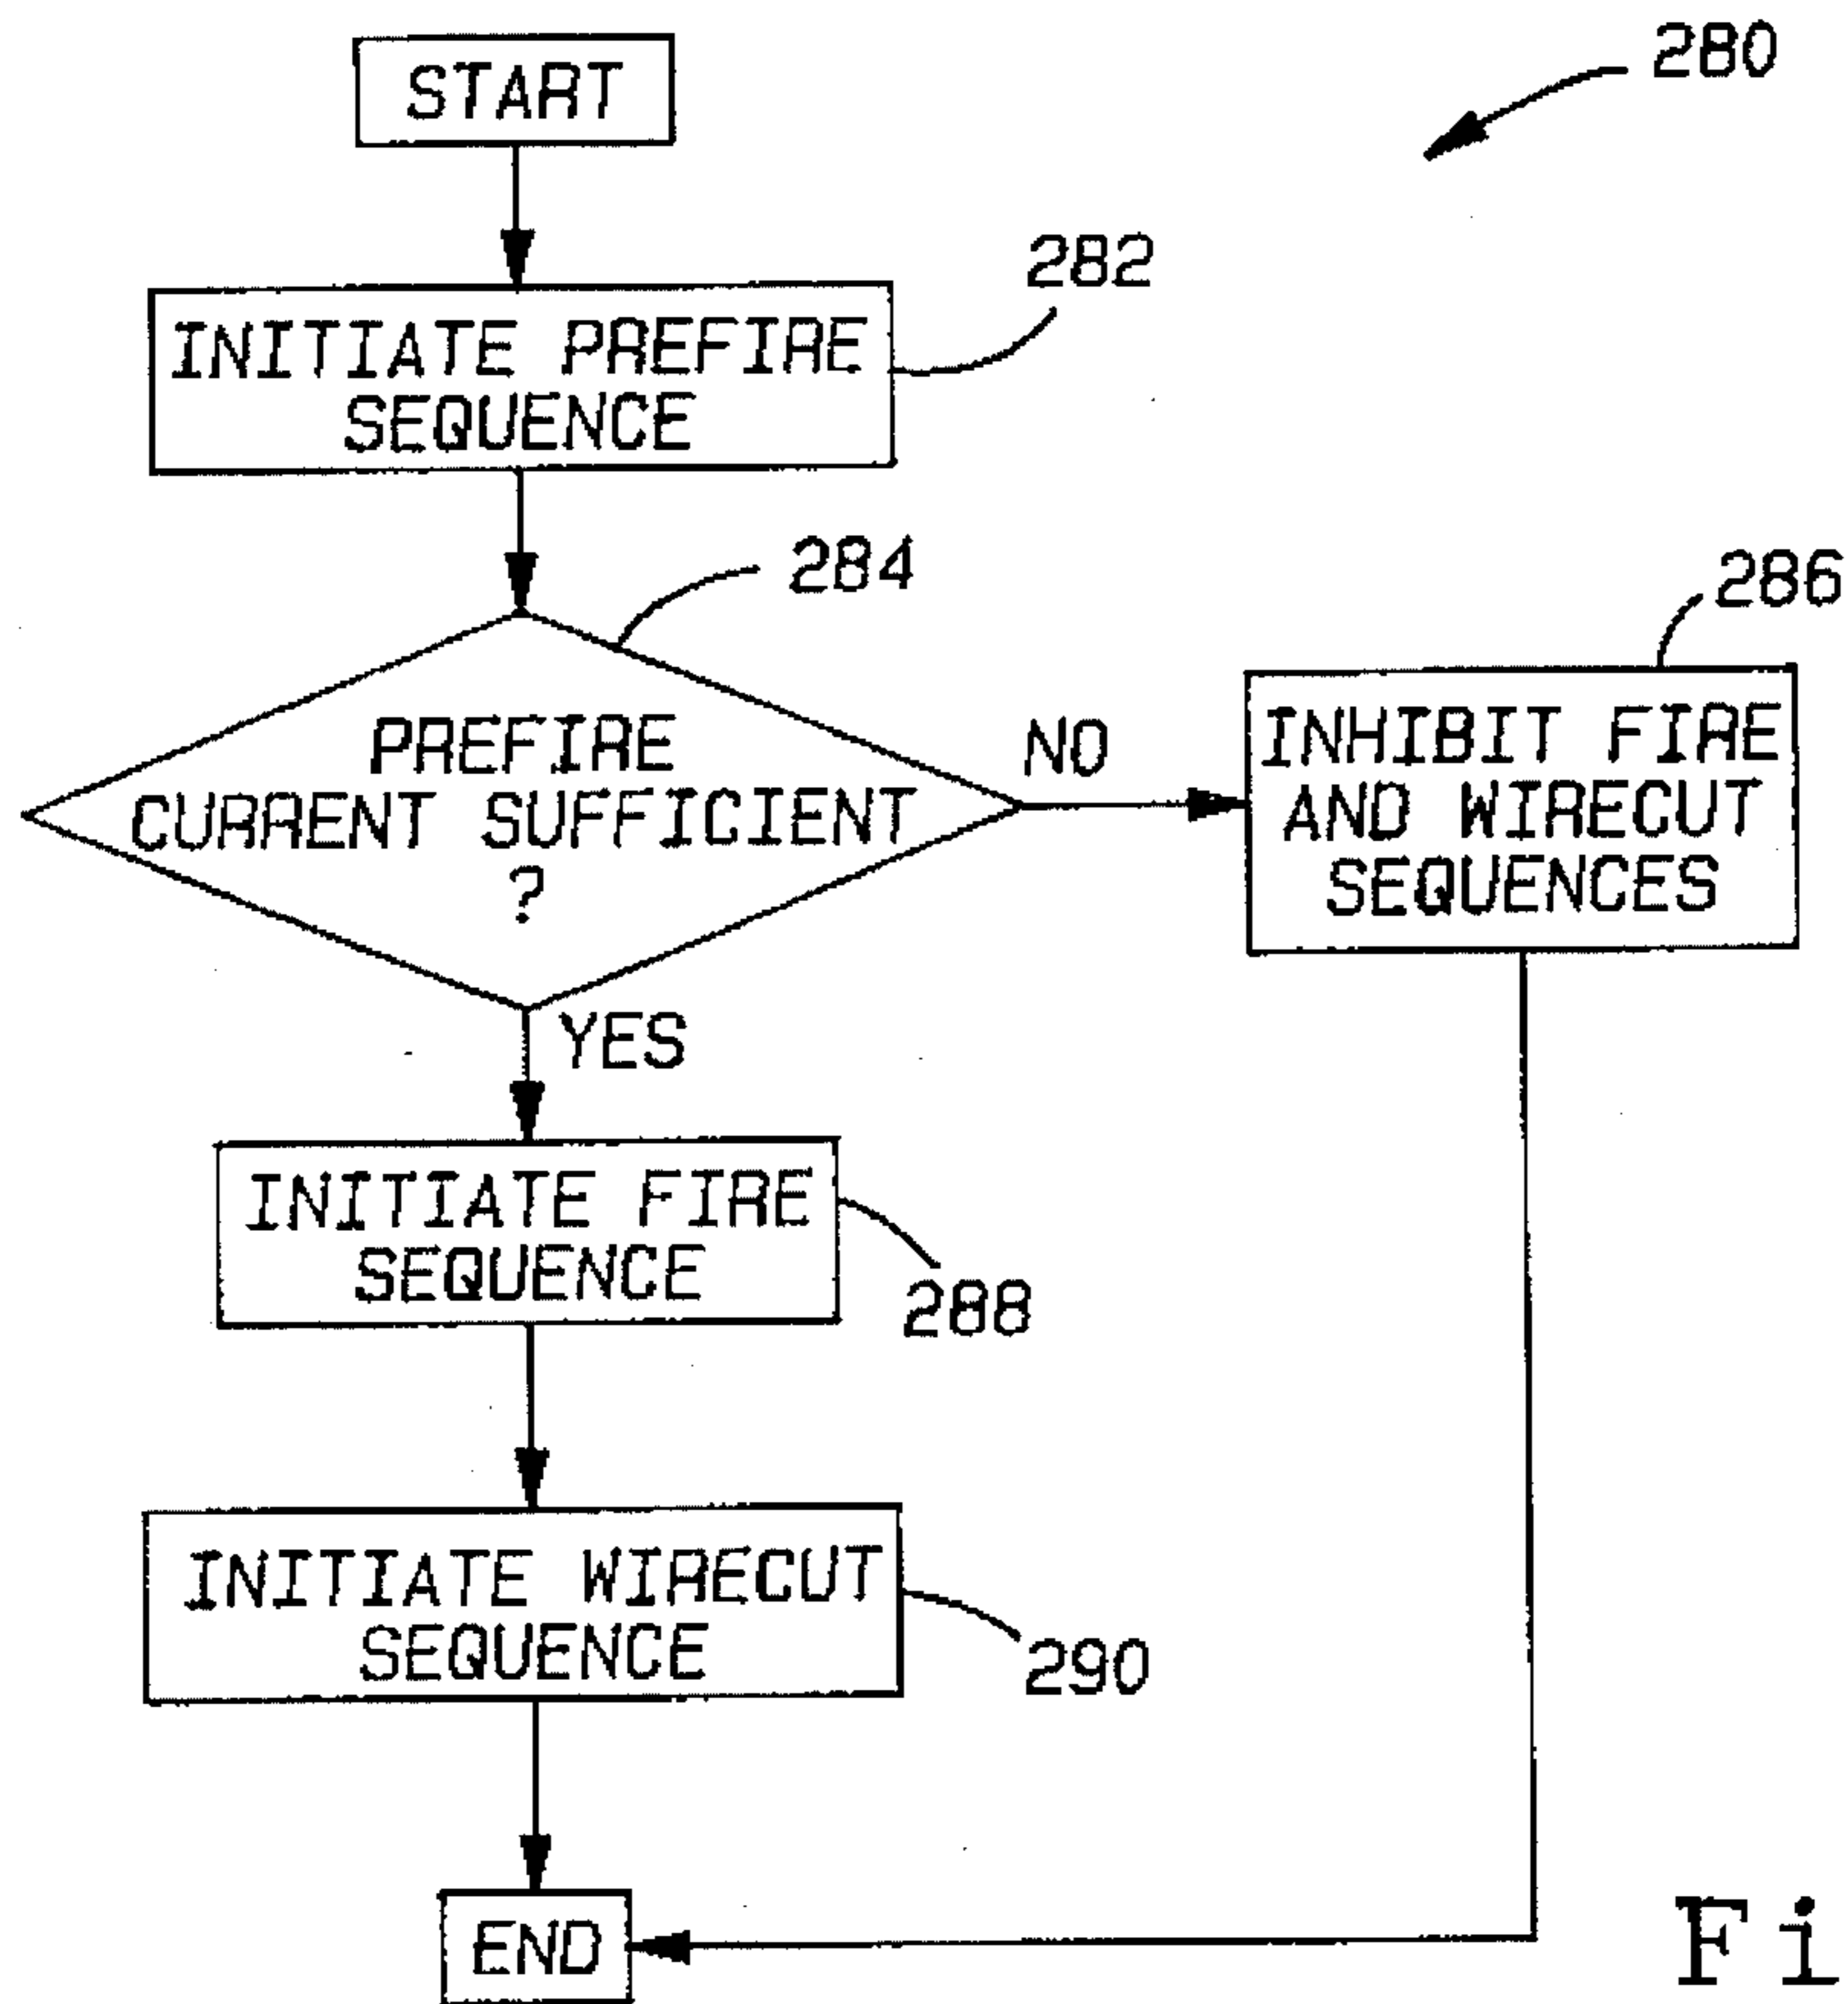 START
280
282
INITIATE PREFIRE
SEQUENCE
284
286
PREFIRE
CURRENT SUFFICIENT
?
NO
INHIBIT FIRE
AND WIRECUT
SEQUENCES
YES
INITIATE FIRE
SEQUENCE
288
INITIATE WIRECUT
SEQUENCE
290
END
Fi